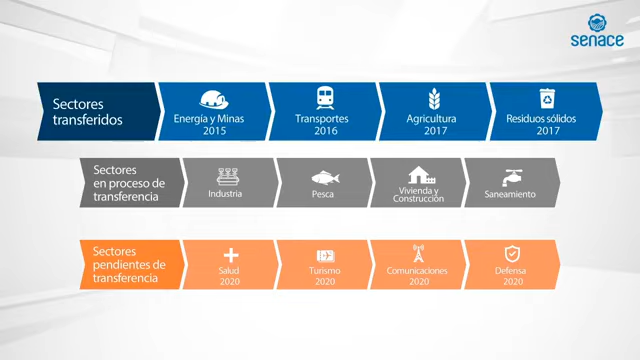 senace
Sectores
transferidos
Energía y Minas
2015
Transportes
2016
Agricultura
2017
Residuos sólidos
2017
Sectores
en proceso de
transferencia
Industria
Pesca
Vivienda y
Construcción
Saneamiento
Sectores
pendientes de
transferencia
Salud
2020
Turismo
2020
Comunicaciones
2020
Defensa
2020